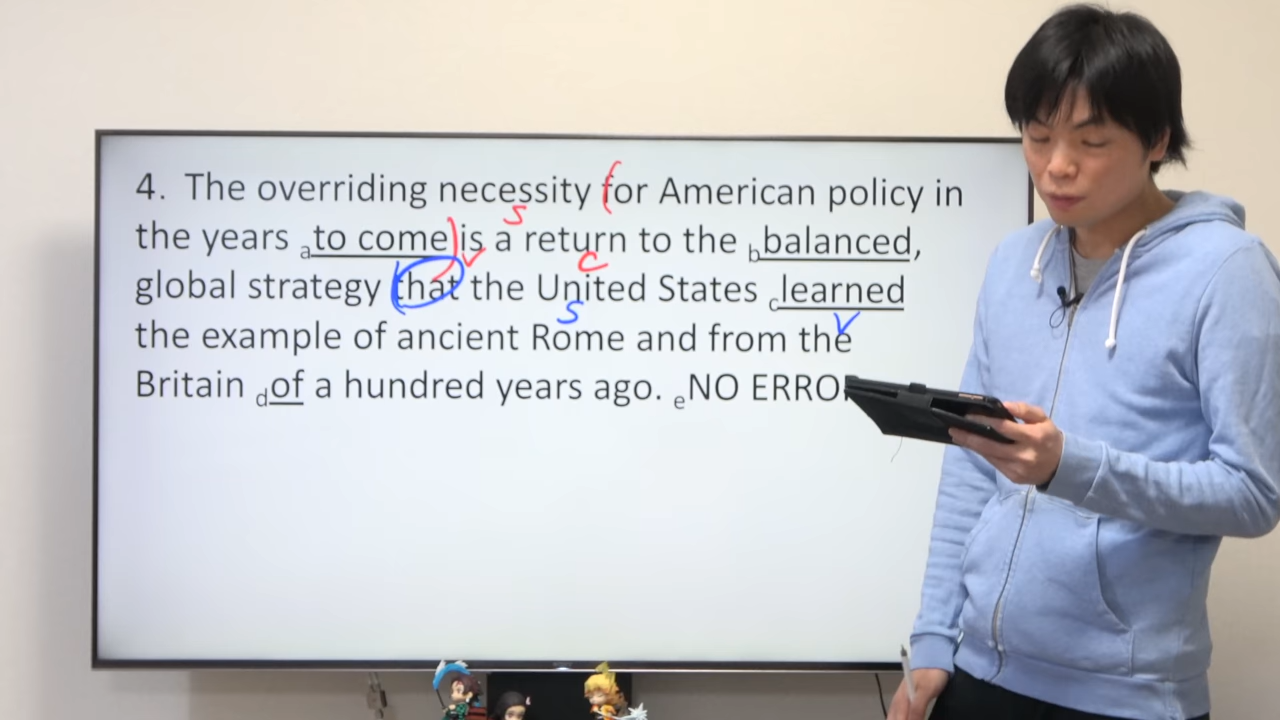 4. The overriding necessity for American policy in
the years a to come is a return to the b balanced,
global strategy that the United States c learned
the example of ancient Rome and from the
Britain d of a hundred years ago. e NO ERRO
S
V
C
S
V